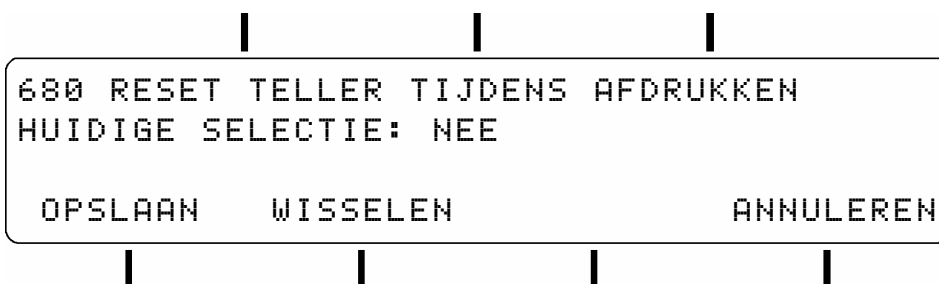 680 RESET TELLER TIJDENS AFDRUKKEN
HUIDIGE SELECTIE: NEE
OPSLAAN WISSELEN ANNULEREN